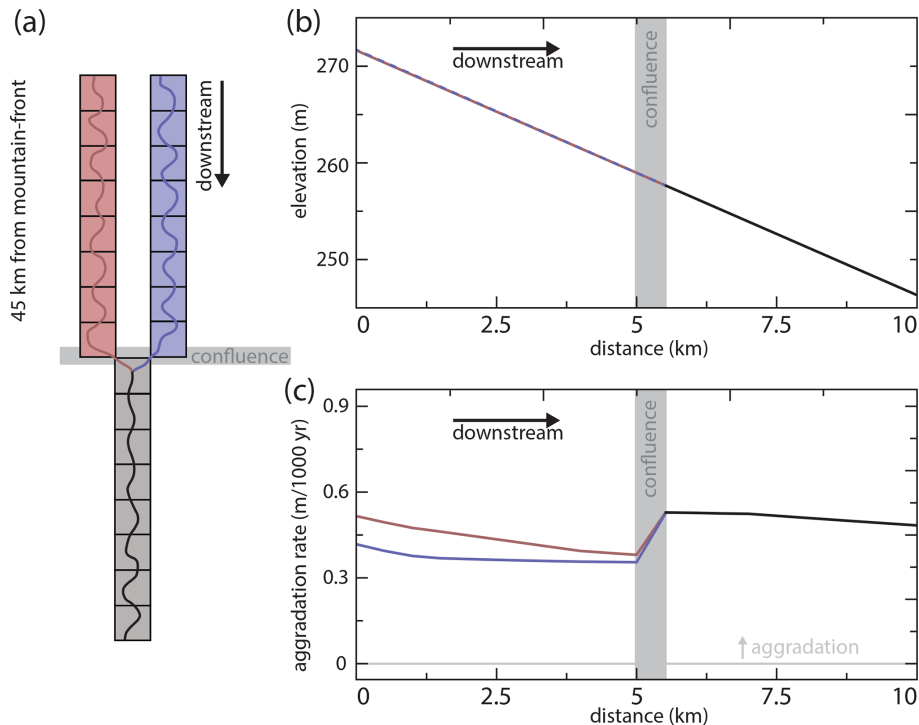 (a)
45 km from mountain-front
downstream
confluence
(b)
elevation (m)
270
260
250
downstream
confluence
0
2.5
5
7.5
10
distance (km)
(c)
aggradation rate (m/1000 yr)
0.9
0.6
0.3
0
downstream
confluence
aggradation
0
2.5
5
7.5
10
distance (km)